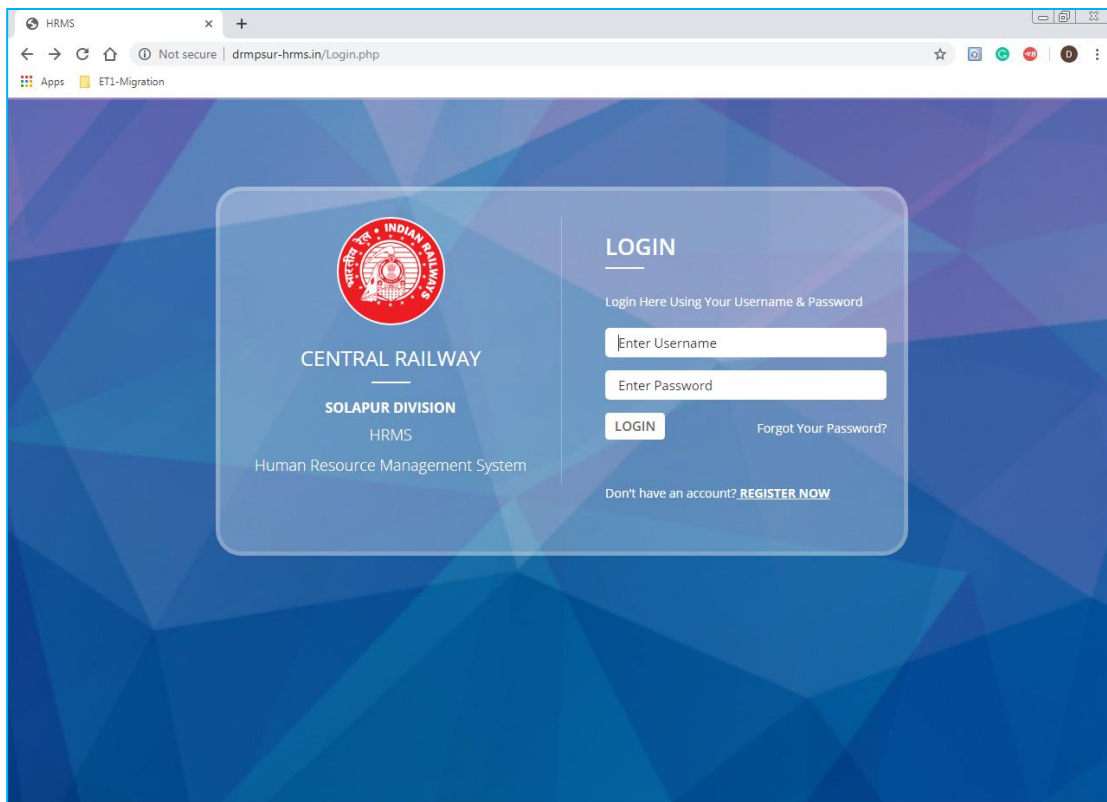 HRMS
Not secure | drmpsur-hrms.in/Login.php
D
Apps ET1-Migration
भारतीय रेल • INDIAN RAILWAYS
CENTRAL RAILWAY
SOLAPUR DIVISION
HRMS
Human Resource Management System
LOGIN
Login Here Using Your Username & Password
Enter Username
Enter Password
LOGIN Forgot Your Password?
Don't have an account? REGISTER NOW